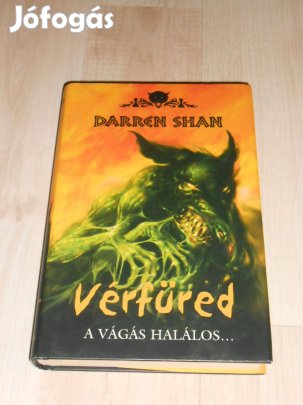 Jófogás
DARREN SHAN
Vérfüred
A VÁGÁS HALÁLOS...